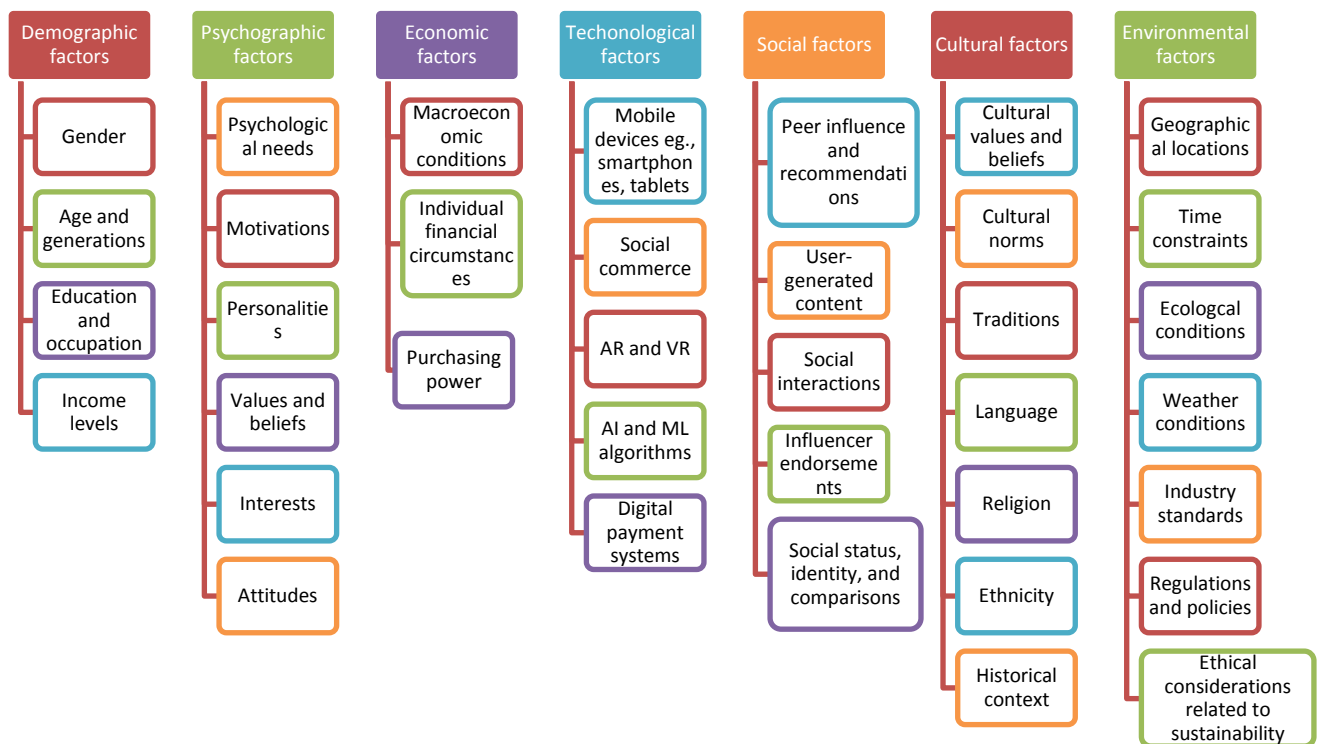 Demographic
factors
Gender
Age and
generations
Education
and
occupation
Income
levels
Psychographic
factors
Psychologic
al needs
Motivations
Personalitie
s
Values and
beliefs
Interests
Attitudes
Economic
factors
Macroecon
omic
conditions
Individual
financial
circumstanc
es
Purchasing
power
Techonological
factors
Mobile
devices eg.,
smartphon
es, tablets
Social
commerce
AR and VR
AI and ML
algorithms
Digital
payment
systems
Social factors
Peer influence
and
recommendati
ons
User-
generated
content
Social
interactions
Influencer
endorseme
nts
Social status,
identity, and
comparisons
Cultural factors
Cultural
values and
beliefs
Cultural
norms
Traditions
Language
Religion
Ethnicity
Historical
context
Environmental
factors
Geographic
al locations
Time
constraints
Ecologcal
conditions
Weather
conditions
Industry
standards
Regulations
and policies
Ethical
considerations
related to
sustainability